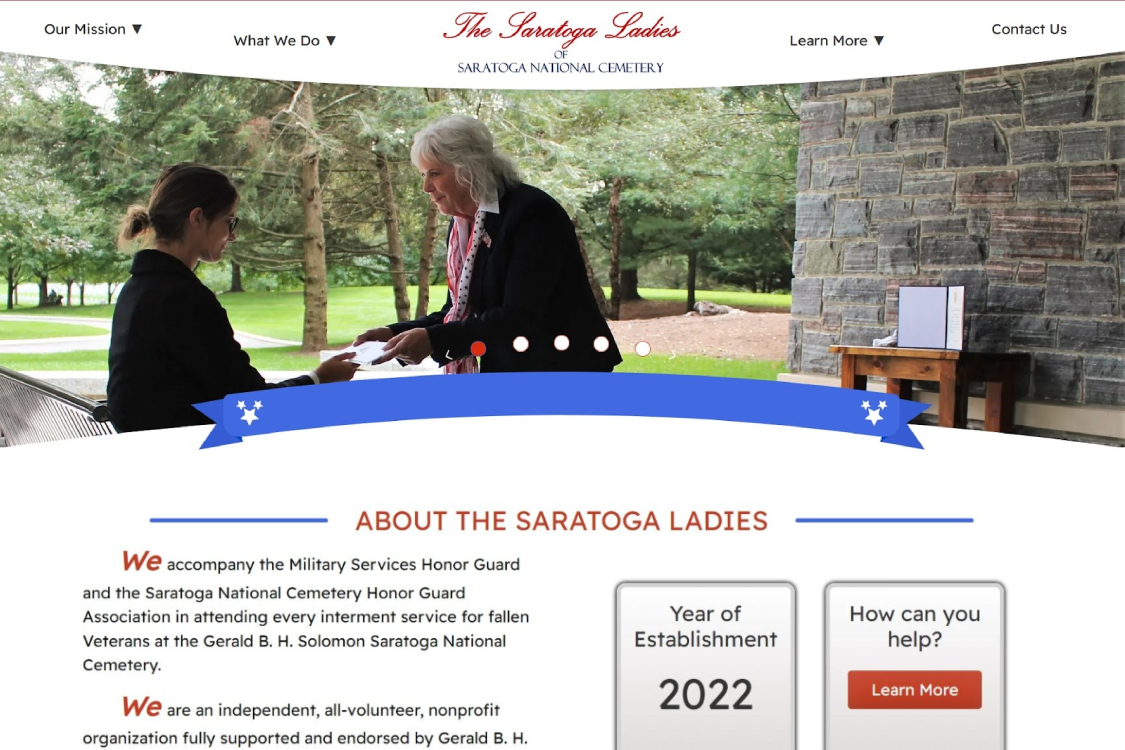 Our Mission ▼
What We Do ▼
The Saratoga Ladies
OF
SARATOGA NATIONAL CEMETERY
Learn More ▼
Contact Us
ABOUT THE SARATOGA LADIES
We accompany the Military Services Honor Guard
and the Saratoga National Cemetery Honor Guard
Association in attending every interment service for fallen
Veterans at the Gerald B. H. Solomon Saratoga National
Cemetery.
We are an independent, all-volunteer, nonprofit
organization fully supported and endorsed by Gerald B. H.
Year of
Establishment
2022
How can you
help?
Learn More